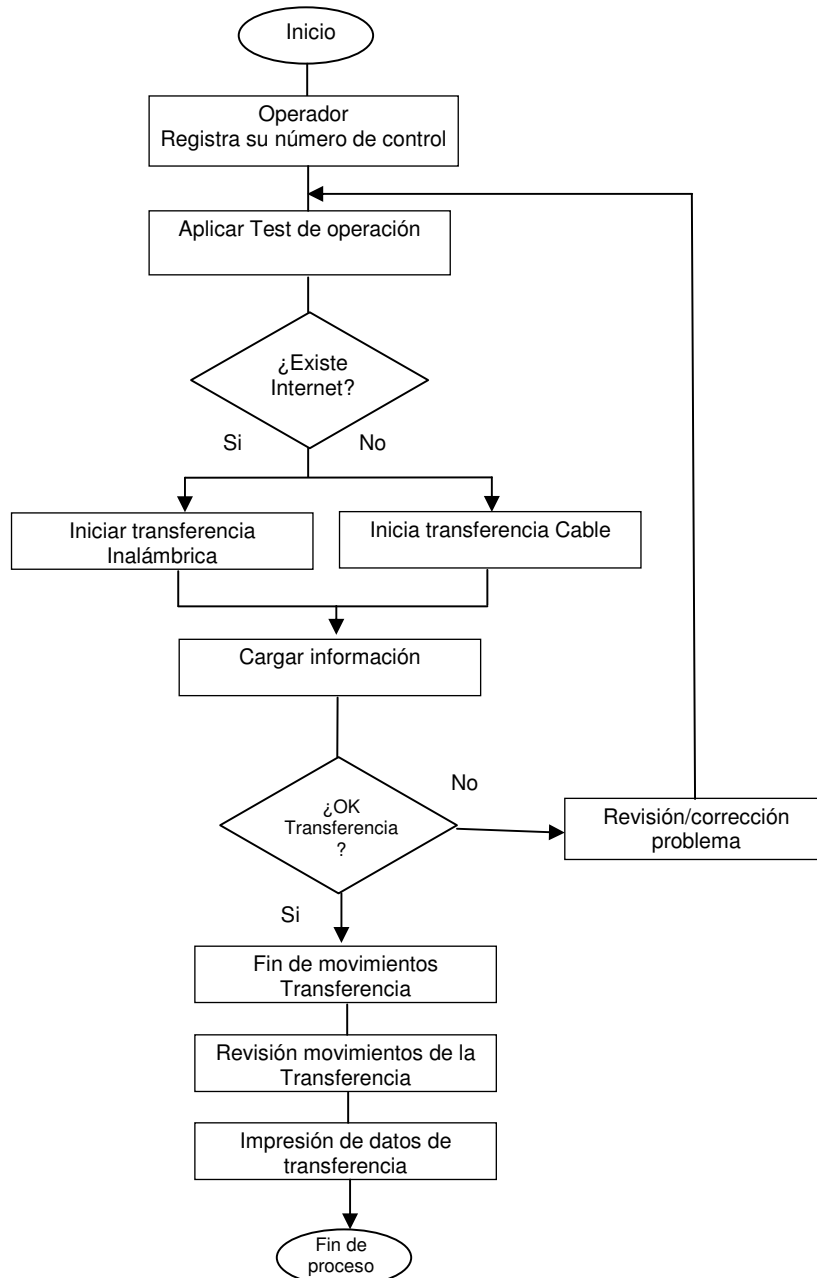 Inicio
Operador
Registra su número de control
Aplicar Test de operación
¿Existe
Internet?
Si
No
Iniciar transferencia
Inalámbrica
Inicia transferencia Cable
Cargar información
¿OK
Transferencia
?
No
Revisión/corrección
problema
Si
Fin de movimientos
Transferencia
Revisión movimientos de la
Transferencia
Impresión de datos de
transferencia
Fin de
proceso